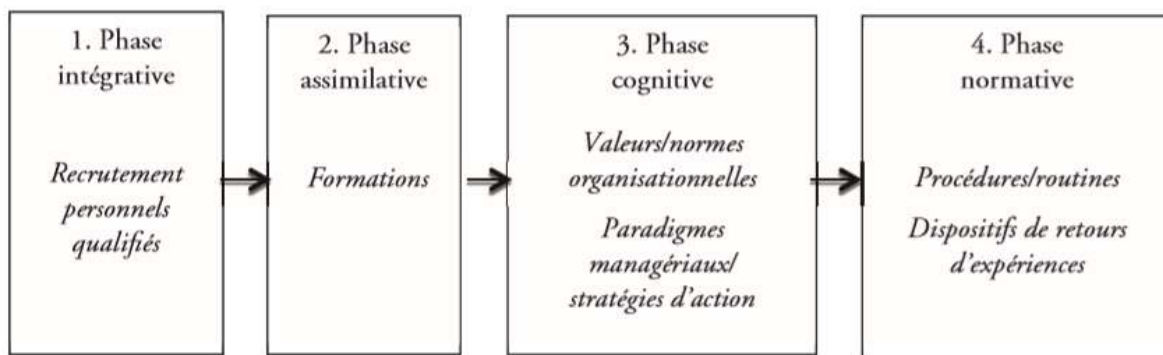 1. Phase
intégrative
Recrutement
personnels
qualifiés
2. Phase
assimilative
Formations
3. Phase
cognitive
Valeurs/normes
organisationnelles
Paradigmes
managériaux/
stratégies d’action
4. Phase
normative
Procédures/routines
Dispositifs de retours
d’expériences